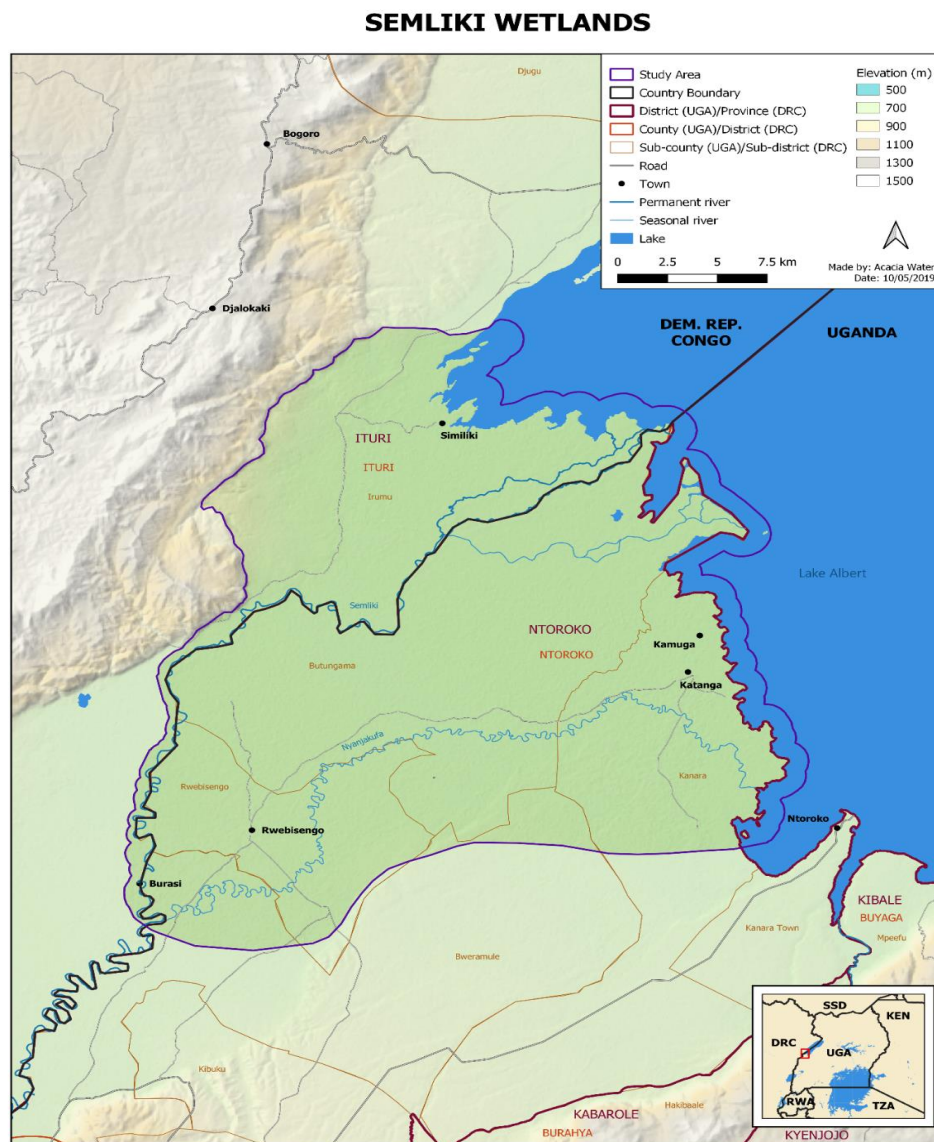 SEMLIKI WETLANDS
Study Area
Country Boundary
District (UGA)/Province (DRC)
County (UGA)/District (DRC)
Sub-county (UGA)/Sub-district (DRC)
Road
Town
Permanent river
Seasonal river
Lake
0 2.5 5 7.5 km
Elevation (m)
500
700
900
1100
1300
1500
Made by: Acacia Water
Date: 10/05/2019
Djugu
Bogoro
Djalokaki
DEM. REP.
CONGO
UGANDA
Similiki
ITURI
ITURI
Irumu
Lake Albert
Semliki
NTOROKO
NTOROKO
Kamuga
Butungama
Katanga
Nyanjakufa
Kanara
Rwebisengo
Rwebisengo
Ntoroko
Burasi
KIBALE
BUYAGA
Mpeefu
Kanara Town
Bweramule
Kibuku
Hakibaale
KABAROLE
BURAHYA
KYENJOJO
SSD
KEN
DRC
UGA
RWA
TZA